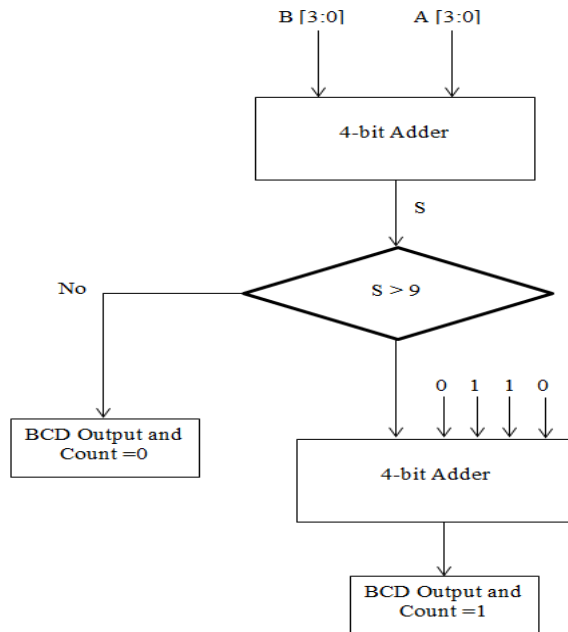 B [3:0] A [3:0]
4-bit Adder
S
S > 9
No
0 1 1 0
BCD Output and
Count =0
4-bit Adder
BCD Output and
Count =1